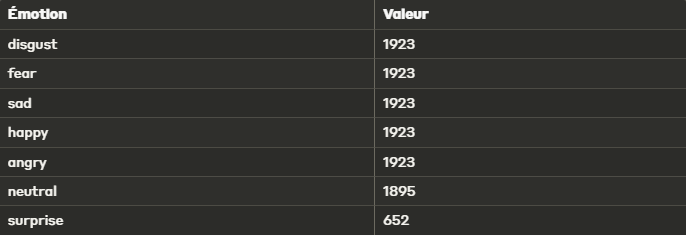 Émotion Valeur
disgust 1923
fear 1923
sad 1923
happy 1923
angry 1923
neutral 1895
surprise 652